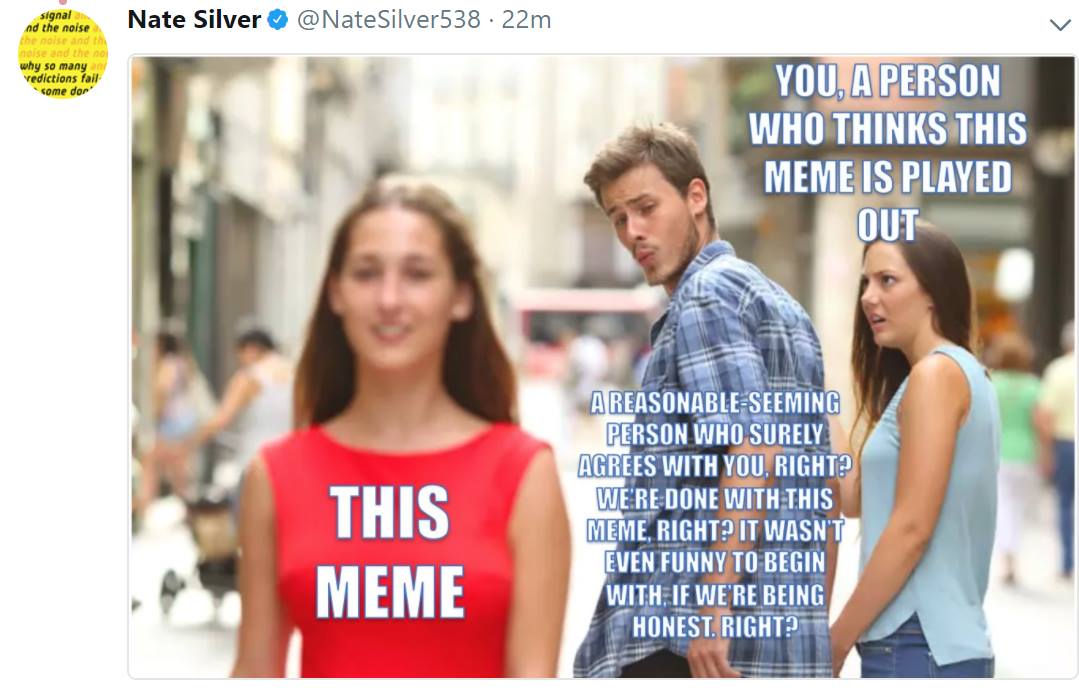 signal
nd the noise
the noise and th
noise and the no
why so many an
redictions fail-
some don'
Nate Silver @NateSilver538 · 22m
YOU, A PERSON
WHO THINKS THIS
MEME IS PLAYED
OUT
A REASONABLE-SEEMING
PERSON WHO SURELY
AGREES WITH YOU, RIGHT?
WE'RE DONE WITH THIS
MEME, RIGHT? IT WASN'T
EVEN FUNNY TO BEGIN
WITH, IF WE'RE BEING
HONEST. RIGHT?
THIS
MEME